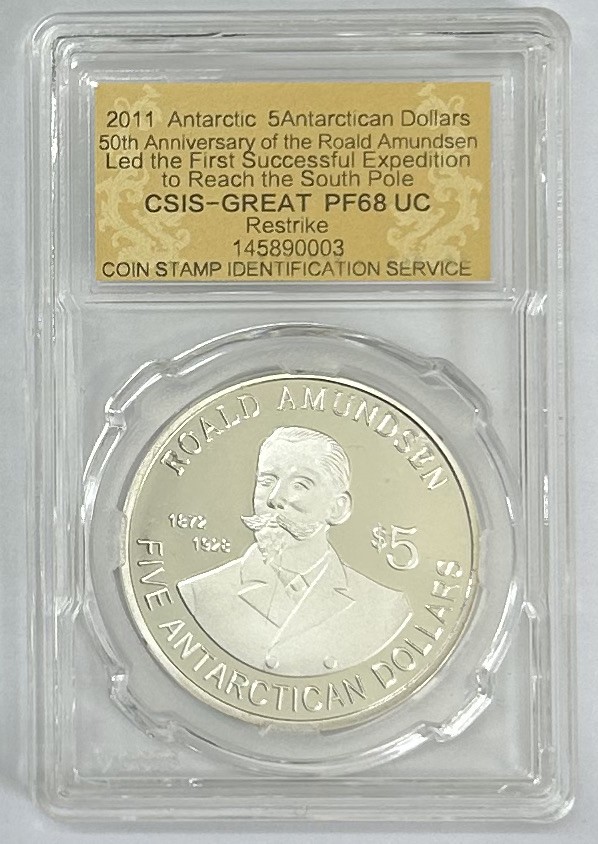 2011 Antarctic 5Antarctican Dollars
50th Anniversary of the Roald Amundsen
Led the First Successful Expedition
to Reach the South Pole
CSIS-GREAT PF68 UC
Restrike
145890003
COIN STAMP IDENTIFICATION SERVICE
ROALD AMUNDSEN
1872
1928
$5
FIVE ANTARCTICAN DOLLARS